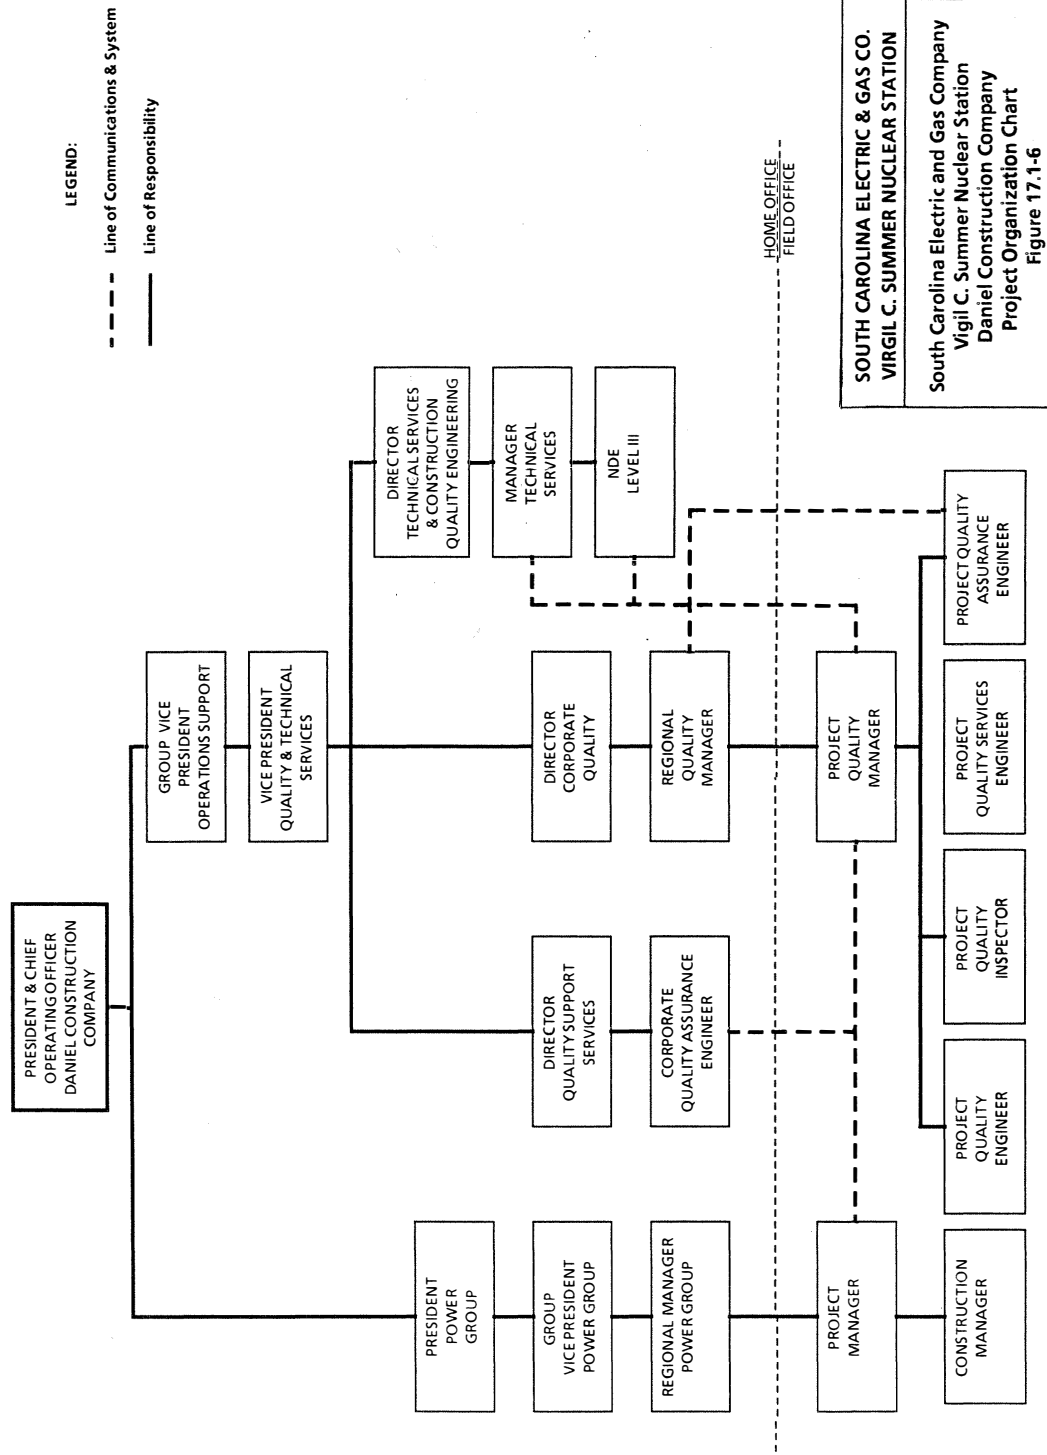 PRESIDENT & CHIEF
OPERATING OFFICER
DANIEL CONSTRUCTION
COMPANY
LEGEND:
Line of Communications & System
Line of Responsibility
GROUP VICE
PRESIDENT
OPERATIONS SUPPORT
VICE PRESIDENT
QUALITY & TECHNICAL
SERVICES
DIRECTOR
TECHNICAL SERVICES
& CONSTRUCTION
QUALITY ENGINEERING
PRESIDENT
POWER
GROUP
MANAGER
TECHNICAL
SERVICES
GROUP
VICE PRESIDENT
POWER GROUP
DIRECTOR
QUALITY SUPPORT
SERVICES
DIRECTOR
CORPORATE
QUALITY
NDE
LEVEL III
REGIONAL MANAGER
POWER GROUP
CORPORATE
QUALITY ASSURANCE
ENGINEER
REGIONAL
QUALITY
MANAGER
HOME OFFICE
FIELD OFFICE
PROJECT
MANAGER
PROJECT
QUALITY
MANAGER
CONSTRUCTION
MANAGER
PROJECT
QUALITY
ENGINEER
PROJECT
QUALITY
INSPECTOR
PROJECT
QUALITY SERVICES
ENGINEER
PROJECT QUALITY
ASSURANCE
ENGINEER
SOUTH CAROLINA ELECTRIC & GAS CO.
VIRGIL C. SUMMER NUCLEAR STATION
South Carolina Electric and Gas Company
Vigil C. Summer Nuclear Station
Daniel Construction Company
Project Organization Chart
Figure 17.1-6